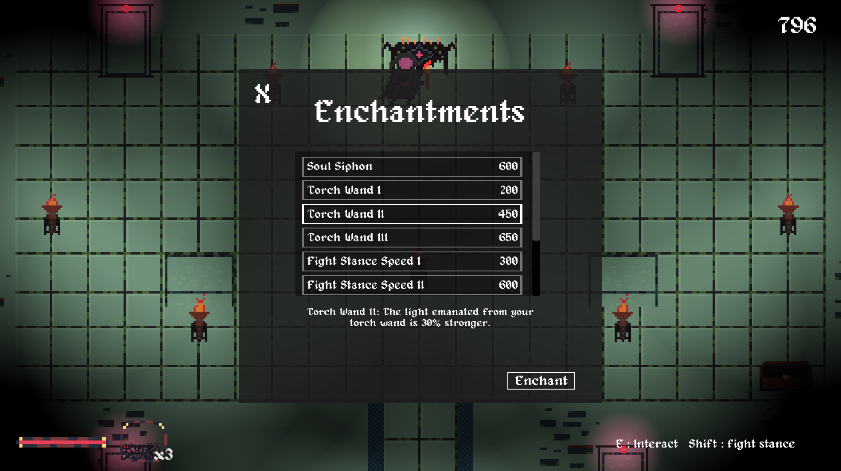 796
X
Enchantments
Soul Siphon 600
Torch Wand I 200
Torch Wand II 450
Torch Wand III 650
Fight Stance Speed I 300
Fight Stance Speed II 600
Torch Wand II: The light emanated from your
torch wand is 30% stronger.
Enchant
x3
E : Interact Shift : fight stance